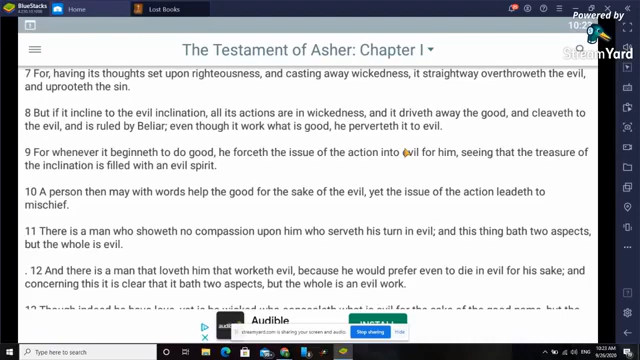 BlueStacks
Home
Lost Books
Powered by
10:23
StreamYard
The Testament of Asher: Chapter I
7 For, having its thoughts set upon righteousness, and casting away wickedness, it straightway overthroweth the evil,
and uprooteth the sin.
8 But if it incline to the evil inclination, all its actions are in wickedness, and it driveth away the good, and cleaveth to
the evil, and is ruled by Beliar; even though it work what is good, he perverteth it to evil.
9 For whenever it beginneth to do good, he forceth the issue of the action into evil for him, seeing that the treasure of
the inclination is filled with an evil spirit.
10 A person then may with words help the good for the sake of the evil, yet the issue of the action leadeth to
mischief.
11 There is a man who showeth no compassion upon him who serveth his turn in evil; and this thing bath two aspects,
but the whole is evil.
. 12 And there is a man that loveth him that worketh evil, because he would prefer even to die in evil for his sake; and
concerning this it is clear that it bath two aspects, but the whole is an evil work.
Audible
INSTALL
streamyard.com is sharing your screen and audio.
Stop sharing
Hide
Type here to search
ENG
10:23 AM
9/26/2020